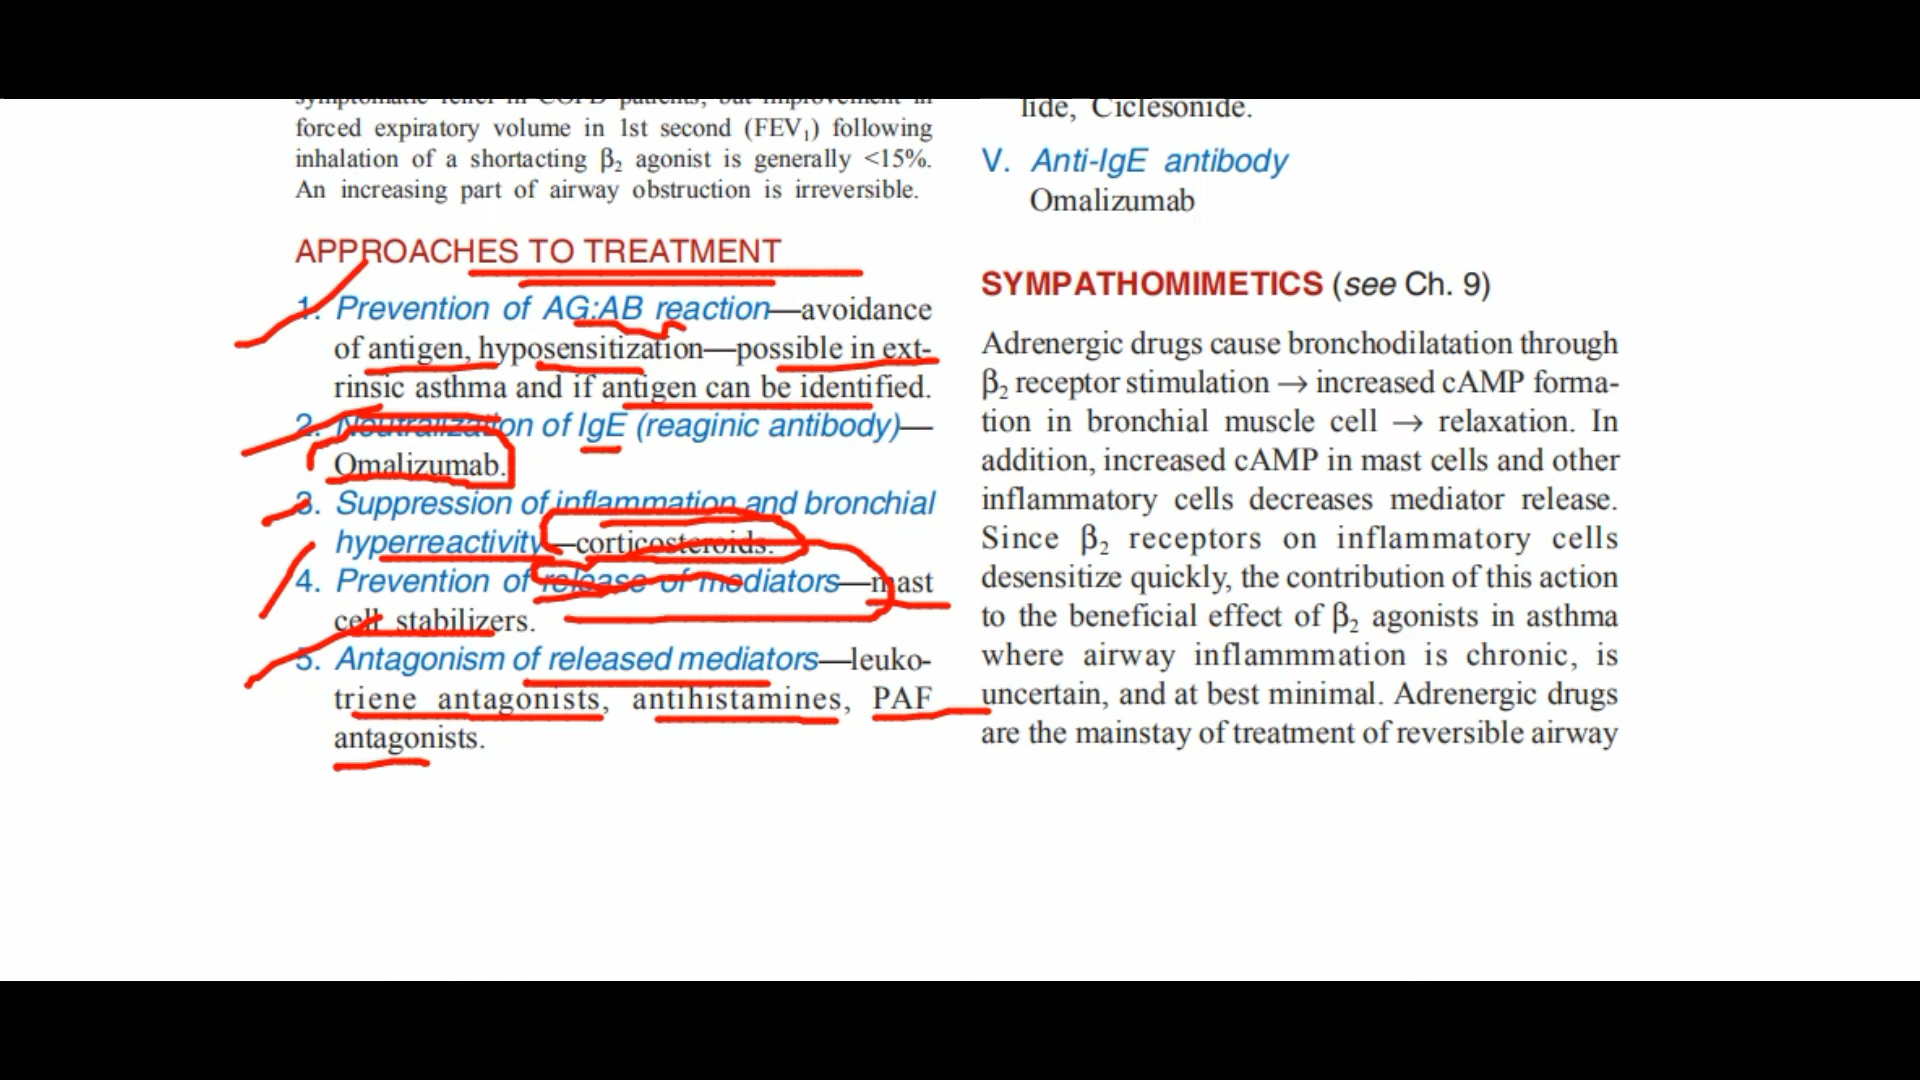 symptomatic relief in COPD patients, but improvement in
forced expiratory volume in 1st second (FEV₁) following
inhalation of a shortacting β₂ agonist is generally <15%.
An increasing part of airway obstruction is irreversible.
APPROACHES TO TREATMENT
1. Prevention of AG:AB reaction—avoidance
of antigen, hyposensitization—possible in ext-
rinsic asthma and if antigen can be identified.
2. Neutralization of IgE (reaginic antibody)—
Omalizumab.
3. Suppression of inflammation and bronchial
hyperreactivity—corticosteroids.
4. Prevention of release of mediators—mast
cell stabilizers.
5. Antagonism of released mediators—leuko-
triene antagonists, antihistamines, PAF
antagonists.
lide, Ciclesonide.
V. Anti-IgE antibody
Omalizumab
SYMPATHOMIMETICS (see Ch. 9)
Adrenergic drugs cause bronchodilatation through
β₂ receptor stimulation → increased cAMP forma-
tion in bronchial muscle cell → relaxation. In
addition, increased cAMP in mast cells and other
inflammatory cells decreases mediator release.
Since β₂ receptors on inflammatory cells
desensitize quickly, the contribution of this action
to the beneficial effect of β₂ agonists in asthma
where airway inflammmation is chronic, is
uncertain, and at best minimal. Adrenergic drugs
are the mainstay of treatment of reversible airway